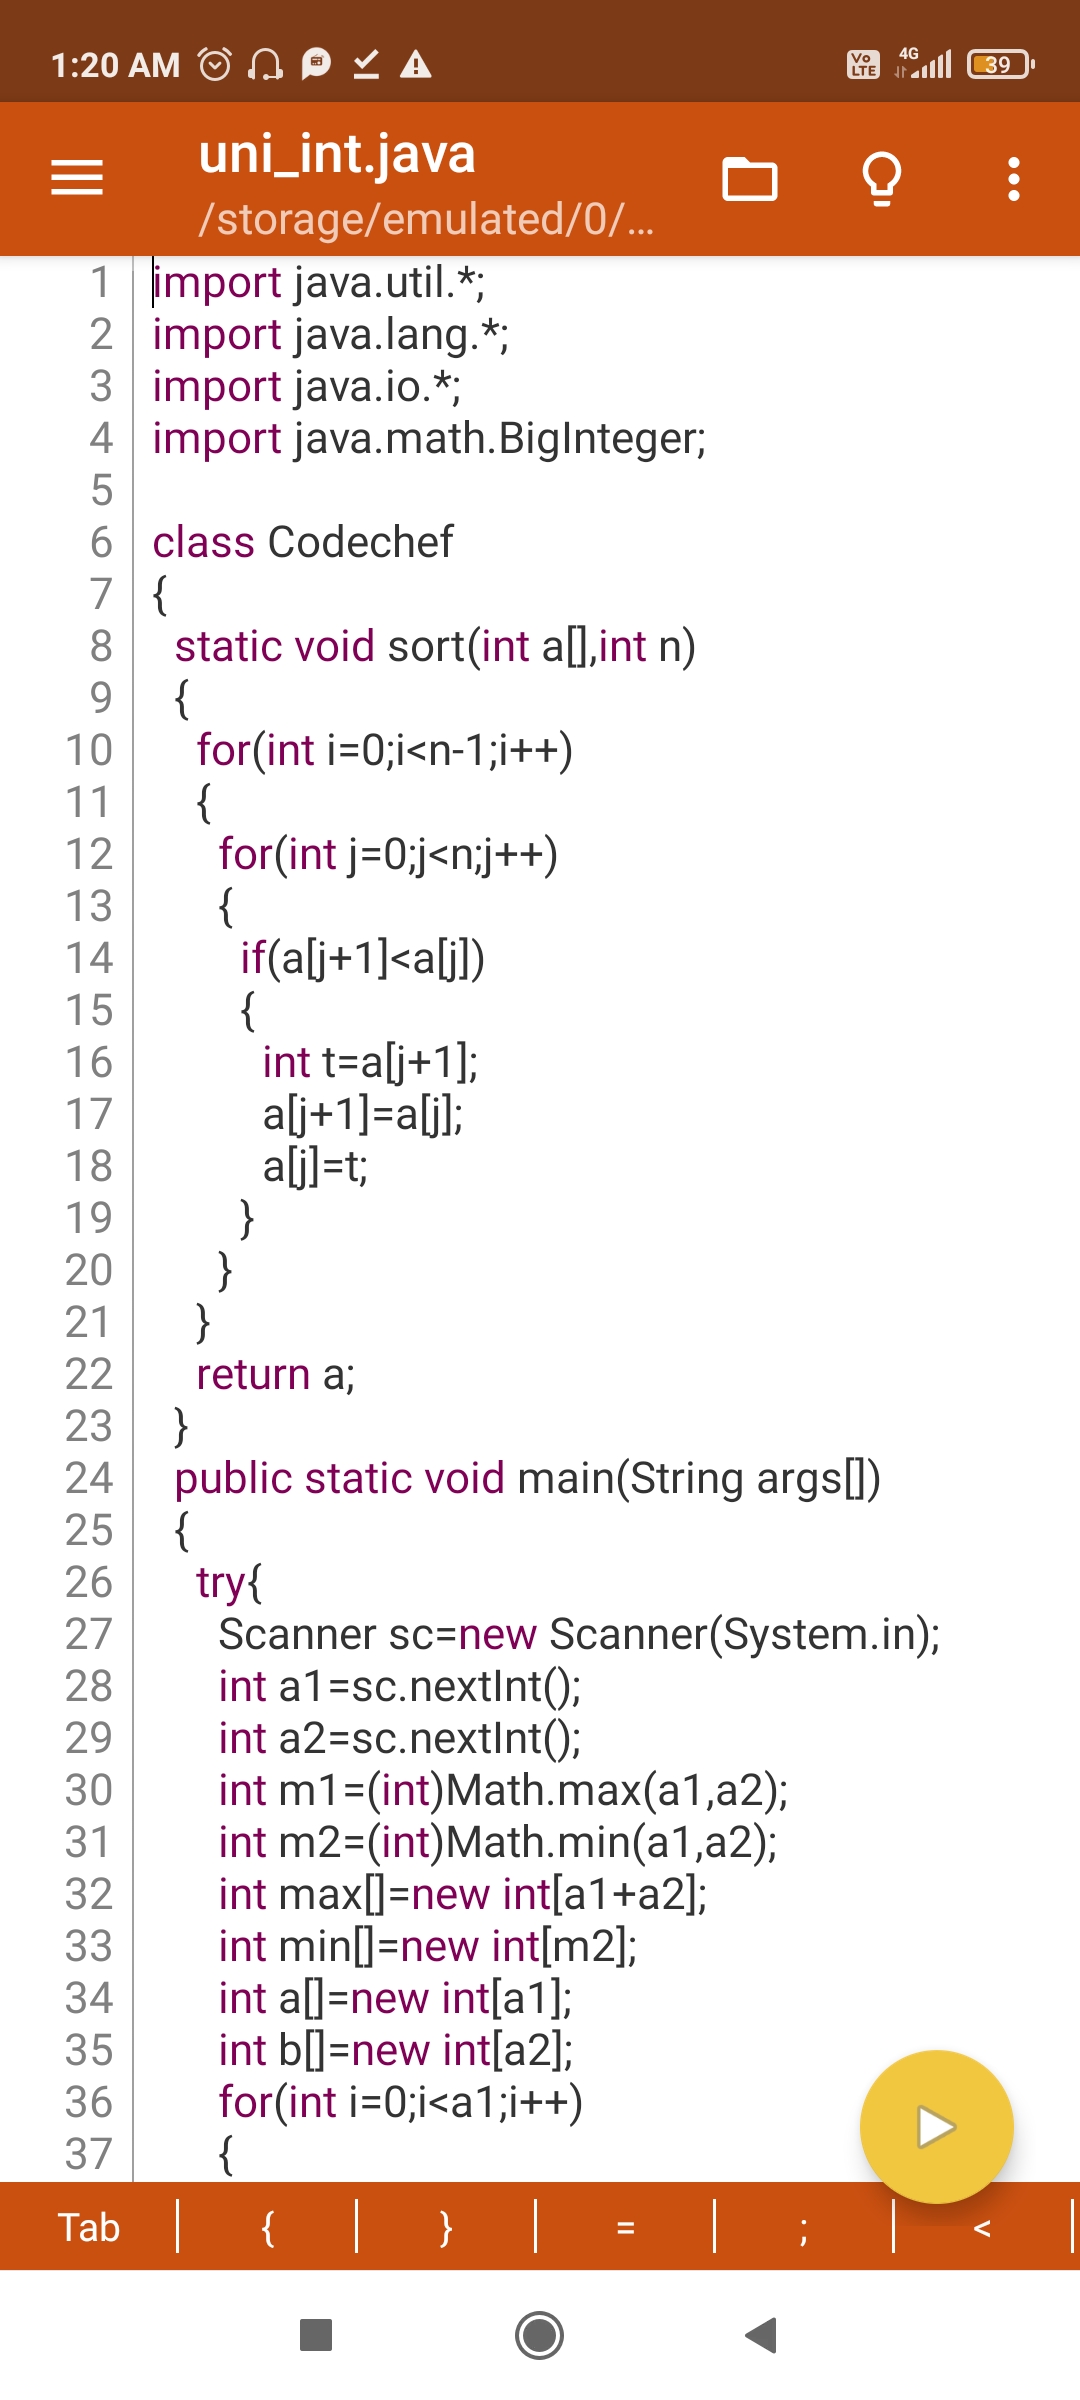 1:20 AM Vo LTE 4G 39
uni_int.java
/storage/emulated/0/...
1 import java.util.*;
2 import java.lang.*;
3 import java.io.*;
4 import java.math.BigInteger;
5
6 class Codechef
7 {
8 static void sort(int a[],int n)
9 {
10 for(int i=0;i<n-1;i++)
11 {
12 for(int j=0;j<n;j++)
13 {
14 if(a[j+1]<a[j])
15 {
16 int t=a[j+1];
17 a[j+1]=a[j];
18 a[j]=t;
19 }
20 }
21 }
22 return a;
23 }
24 public static void main(String args[])
25 {
26 try{
27 Scanner sc=new Scanner(System.in);
28 int a1=sc.nextInt();
29 int a2=sc.nextInt();
30 int m1=(int)Math.max(a1,a2);
31 int m2=(int)Math.min(a1,a2);
32 int max[]=new int[a1+a2];
33 int min[]=new int[m2];
34 int a[]=new int[a1];
35 int b[]=new int[a2];
36 for(int i=0;i<a1;i++)
37 {
Tab { } = ; <